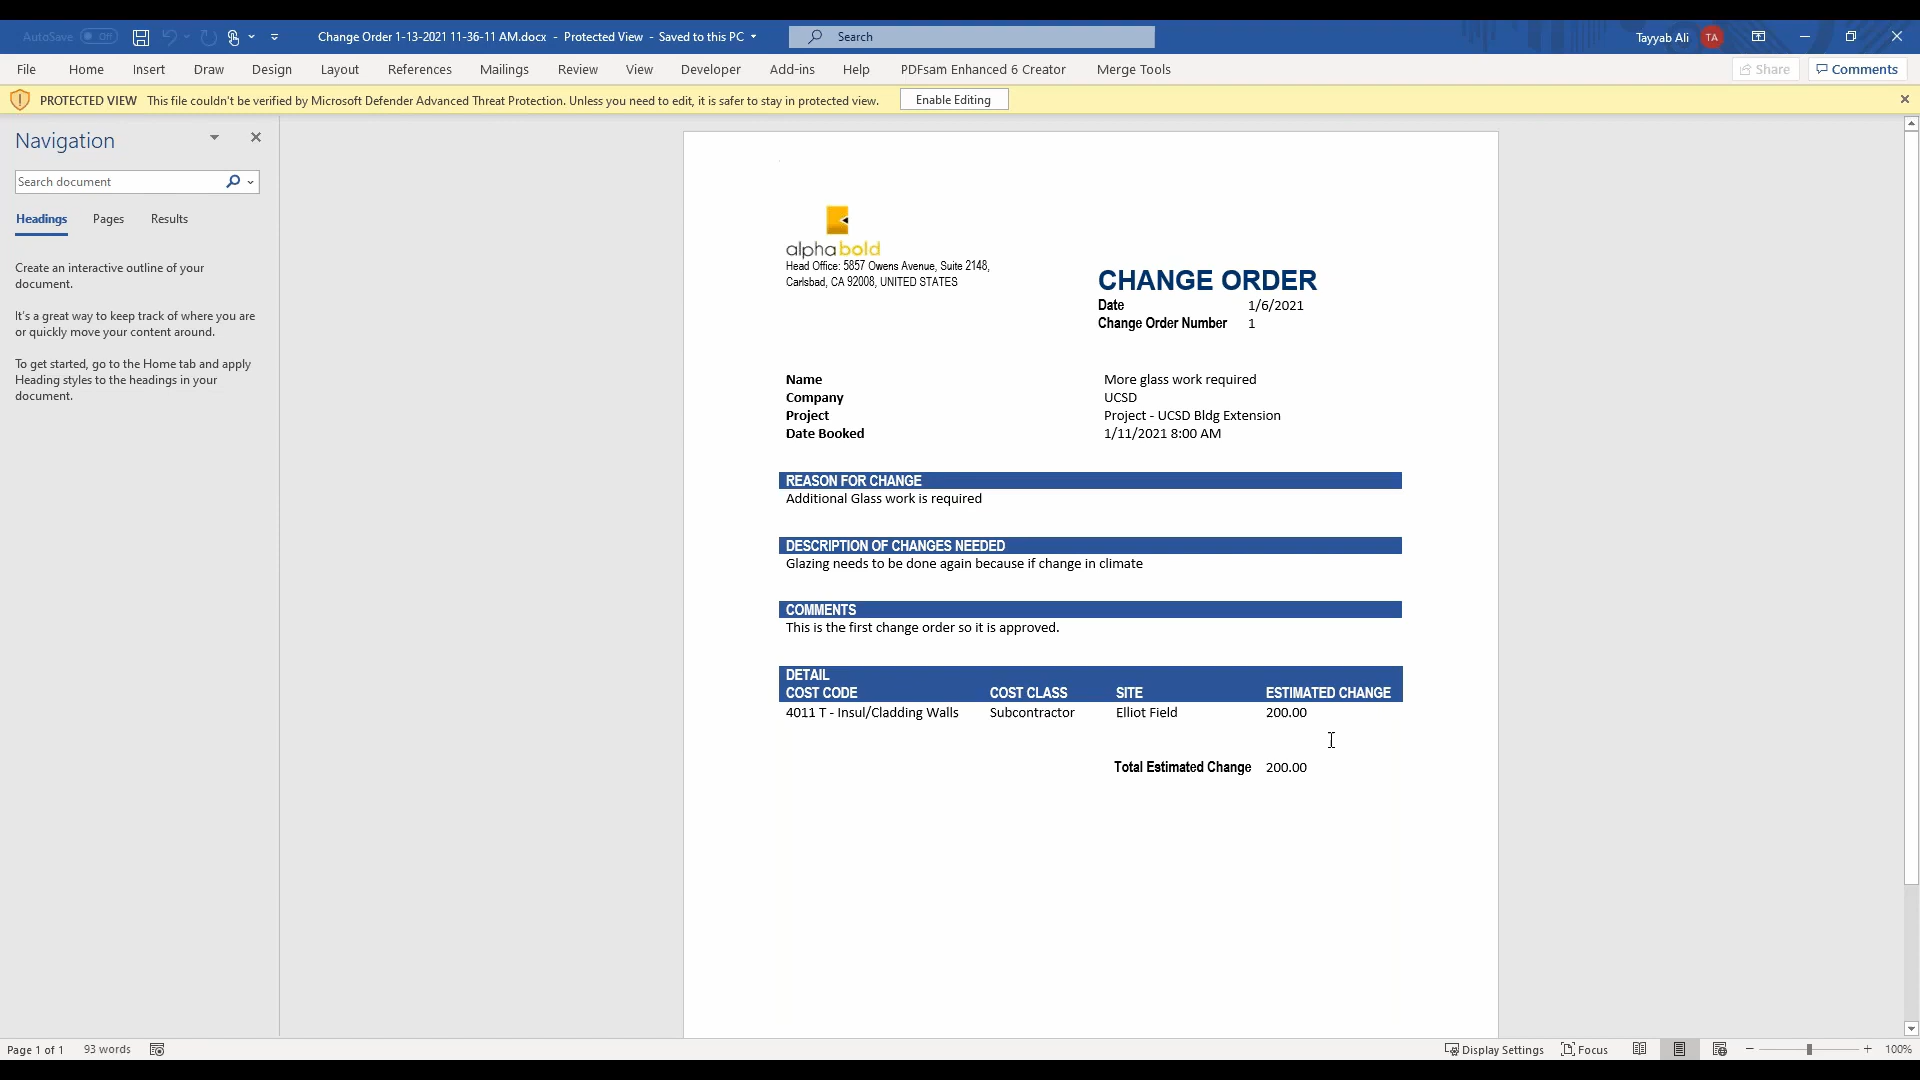 AutoSave Off Change Order 1-13-2021 11-36-11 AM.docx - Protected View - Saved to this PC Search Tayyab Ali TA
File Home Insert Draw Design Layout References Mailings Review View Developer Add-ins Help PDFsam Enhanced 6 Creator Merge Tools Share Comments
PROTECTED VIEW This file couldn't be verified by Microsoft Defender Advanced Threat Protection. Unless you need to edit, it is safer to stay in protected view. Enable Editing
Navigation
Search document
Headings Pages Results
Create an interactive outline of your
document.
It's a great way to keep track of where you are
or quickly move your content around.
To get started, go to the Home tab and apply
Heading styles to the headings in your
document.
alphabold
Head Office: 5857 Owens Avenue, Suite 2148,
Carlsbad, CA 92008, UNITED STATES
CHANGE ORDER
Date 1/6/2021
Change Order Number 1
Name More glass work required
Company UCSD
Project Project - UCSD Bldg Extension
Date Booked 1/11/2021 8:00 AM
REASON FOR CHANGE
Additional Glass work is required
DESCRIPTION OF CHANGES NEEDED
Glazing needs to be done again because if change in climate
COMMENTS
This is the first change order so it is approved.
DETAIL
COST CODE COST CLASS SITE ESTIMATED CHANGE
4011 T - Insul/Cladding Walls Subcontractor Elliot Field 200.00
Total Estimated Change 200.00
Page 1 of 1 93 words Display Settings Focus 100%